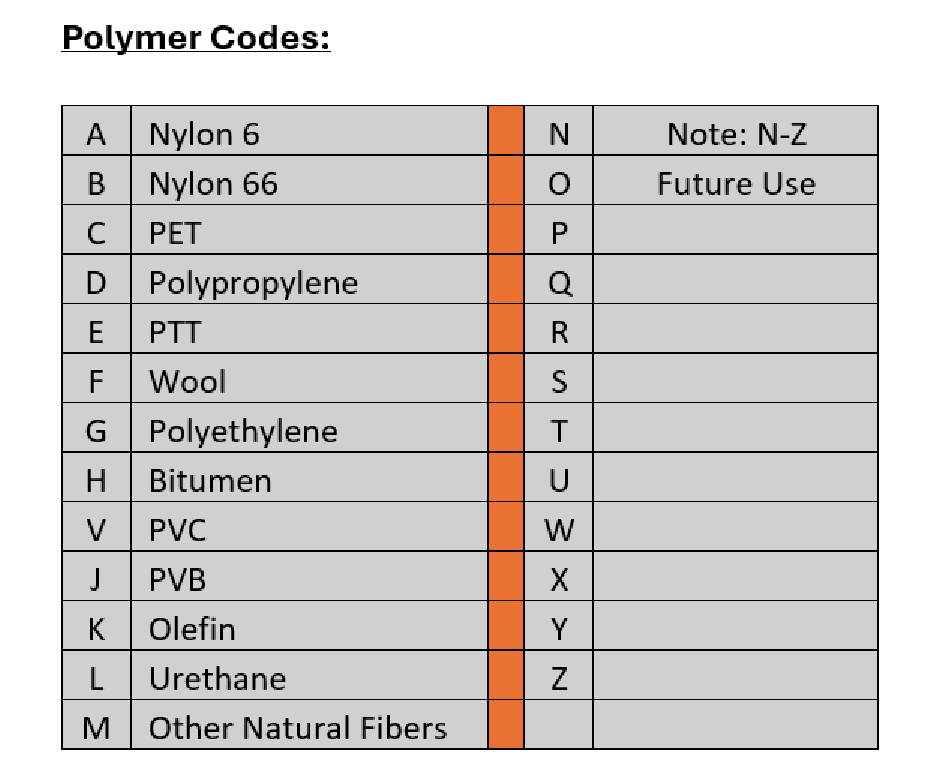 Polymer Codes:
A Nylon 6 N Note: N-Z
B Nylon 66 O Future Use
C PET P
D Polypropylene Q
E PTT R
F Wool S
G Polyethylene T
H Bitumen U
V PVC W
J PVB X
K Olefin Y
L Urethane Z
M Other Natural Fibers